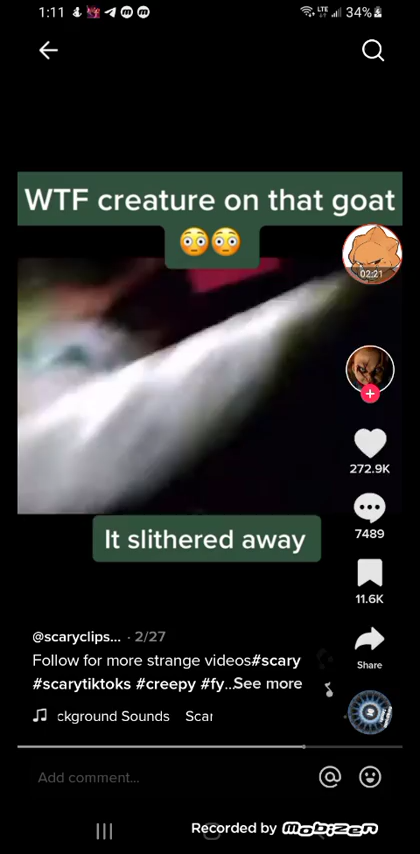 1:11
LTE
34%
WTF creature on that goat
😳😳
02:21
272.9K
It slithered away
7489
11.6K
@scaryclips... · 2/27
Share
Follow for more strange videos#scary
#scarytiktoks #creepy #fy...See more
ckground Sounds Scar
Add comment...
Recorded by Mobizen